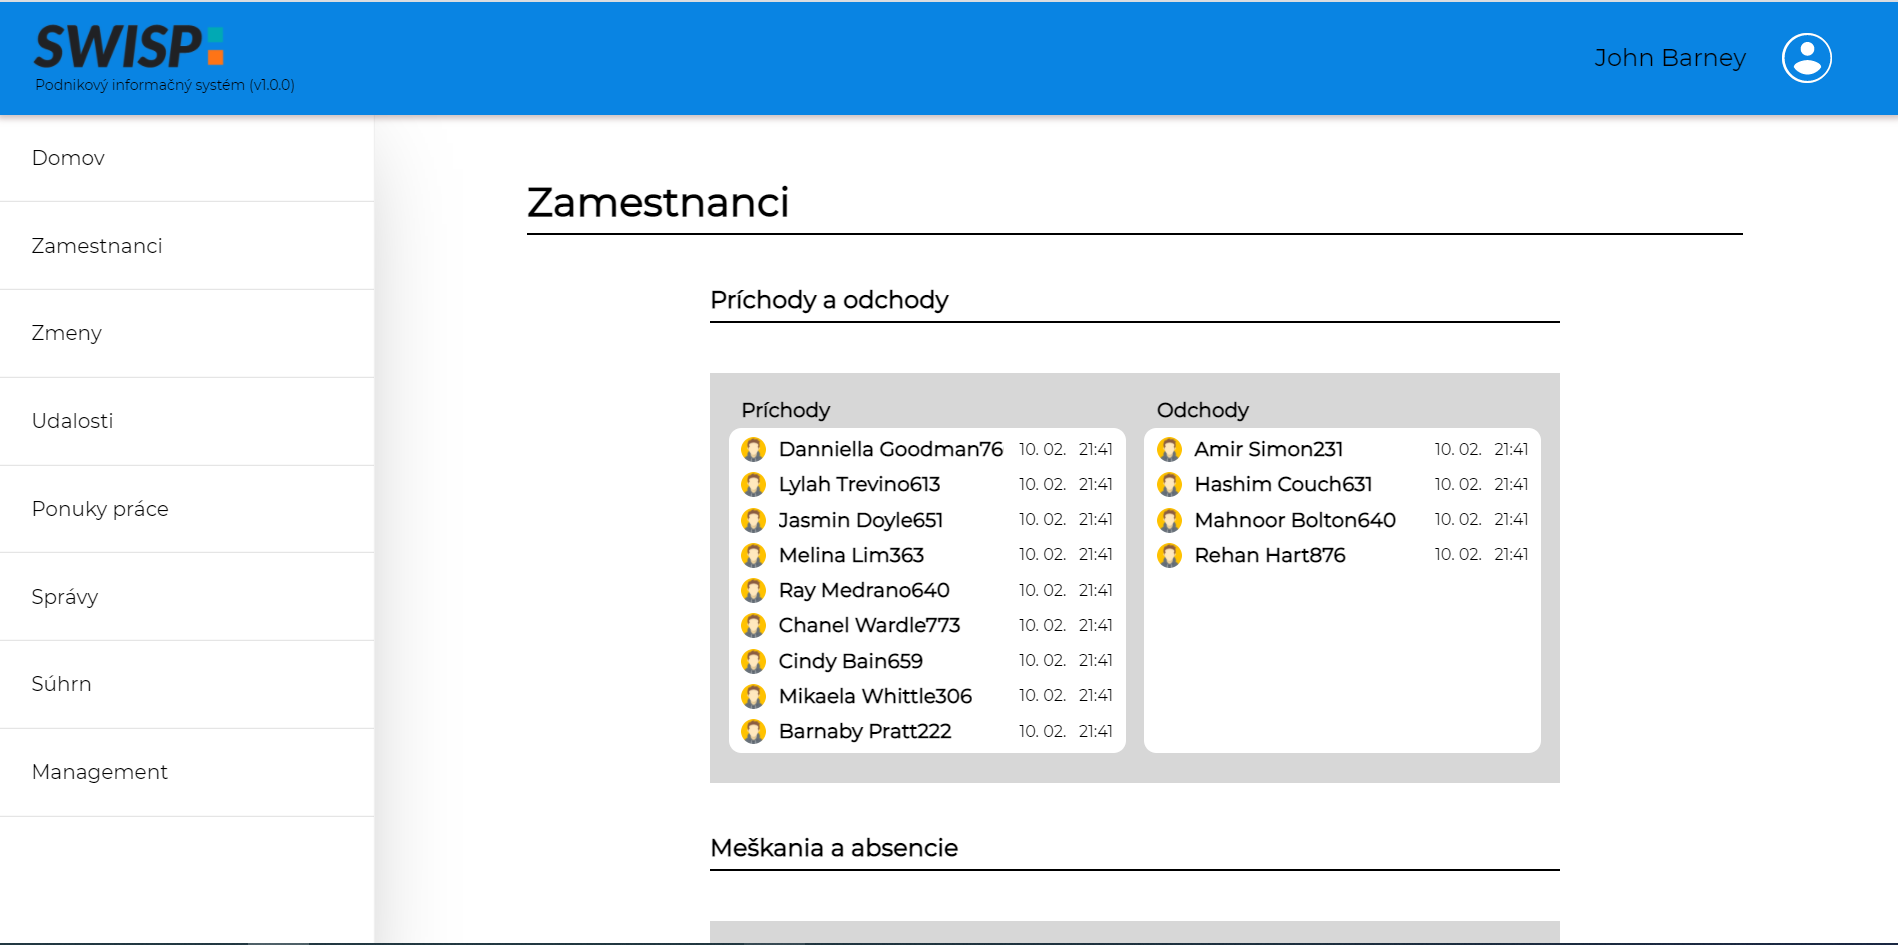 SWISP
Podnikový informačný systém (v1.0.0)
John Barney
Domov
Zamestnanci
Zmeny
Udalosti
Ponuky práce
Správy
Súhrn
Management
Zamestnanci
Príchody a odchody
Príchody
Danniella Goodman76 10. 02. 21:41
Lylah Trevino613 10. 02. 21:41
Jasmin Doyle651 10. 02. 21:41
Melina Lim363 10. 02. 21:41
Ray Medrano640 10. 02. 21:41
Chanel Wardle773 10. 02. 21:41
Cindy Bain659 10. 02. 21:41
Mikaela Whittle306 10. 02. 21:41
Barnaby Pratt222 10. 02. 21:41
Odchody
Amir Simon231 10. 02. 21:41
Hashim Couch631 10. 02. 21:41
Mahnoor Bolton640 10. 02. 21:41
Rehan Hart876 10. 02. 21:41
Meškania a absencie